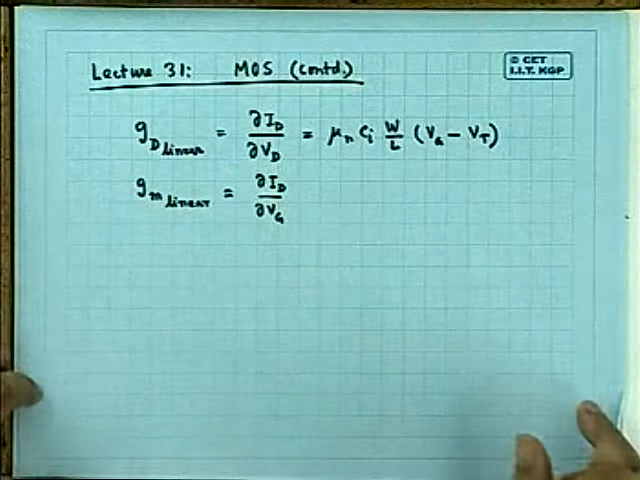 Lecture 31: MOS (contd.)
© CET
I.I.T. KGP
g_D linear = ∂I_D/∂V_D = μ_n C_i W/L (V_G - V_T)
g_m linear = ∂I_D/∂V_G